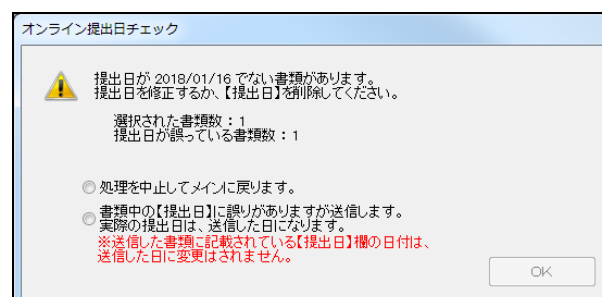 オンライン提出日チェック
提出日が 2018/01/16 でない書類があります。
提出日を修正するか、【提出日】を削除してください。
選択された書類数：1
提出日が誤っている書類数：1
処理を中止してメインに戻ります。
書類中の【提出日】に誤りがありますが送信します。
実際の提出日は、送信した日になります。
※送信した書類に記載されている【提出日】欄の日付は、
送信した日に変更はされません。
OK